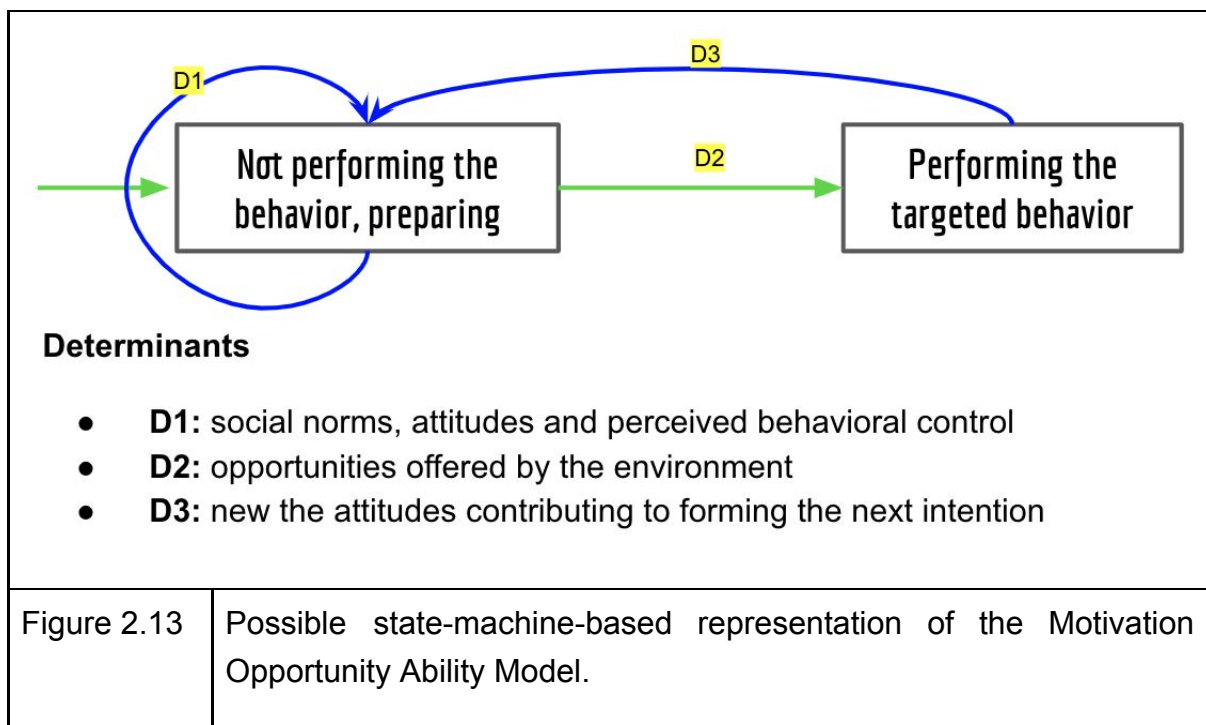 D1
D3
D2
Not performing the
behavior, preparing
Performing the
targeted behavior
Determinants
● D1: social norms, attitudes and perceived behavioral control
● D2: opportunities offered by the environment
● D3: new the attitudes contributing to forming the next intention
Figure 2.13
Possible state-machine-based representation of the Motivation
Opportunity Ability Model.